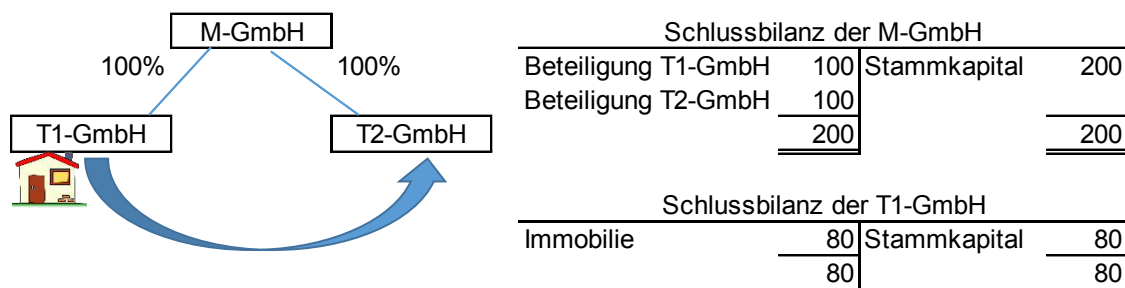 M-GmbH
100% 100%
T1-GmbH T2-GmbH
Schlussbilanz der M-GmbH
Beteiligung T1-GmbH 100 Stammkapital 200
Beteiligung T2-GmbH 100
200 200
Schlussbilanz der T1-GmbH
Immobilie 80 Stammkapital 80
80 80